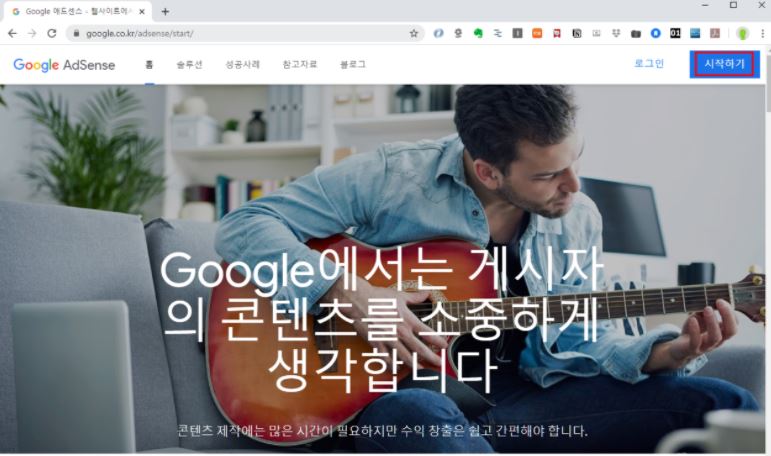 Google 애드센스 - 웹사이트에서
google.co.kr/adsense/start/
01
Google AdSense
홈
솔루션
성공사례
참고자료
블로그
로그인
시작하기
Google에서는 게시자
의 콘텐츠를 소중하게
생각합니다
콘텐츠 제작에는 많은 시간이 필요하지만 수익 창출은 쉽고 간편해야 합니다.